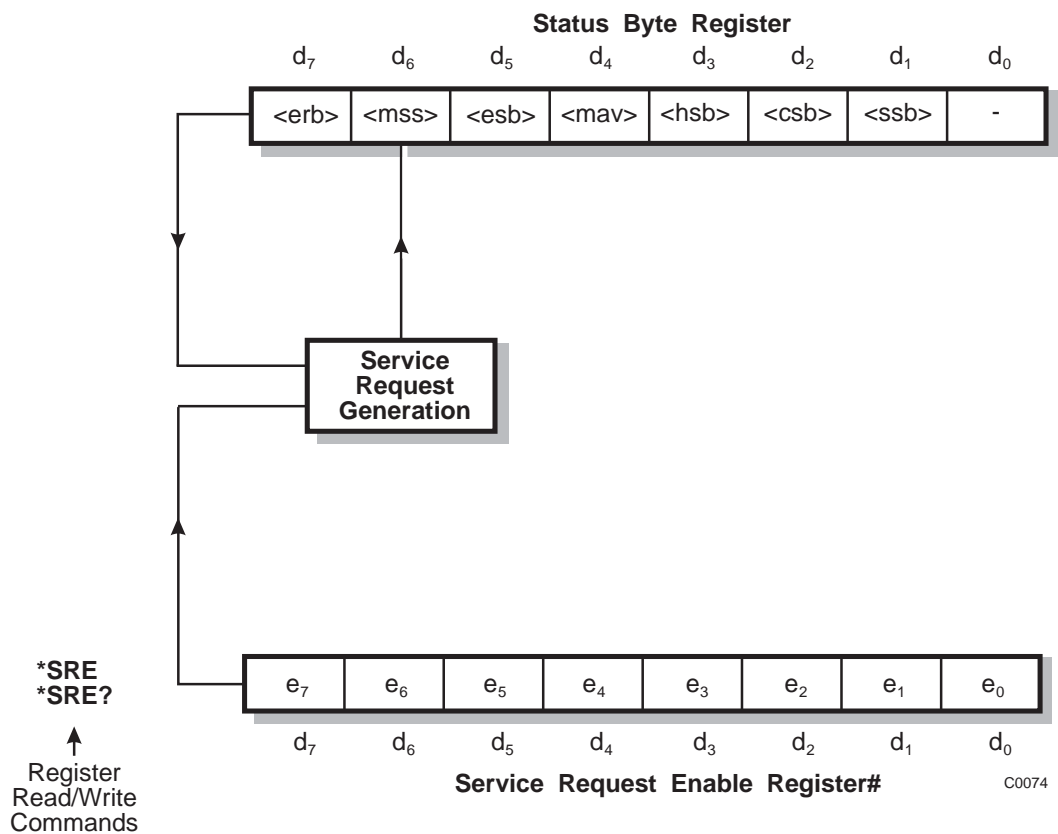 Status Byte Register
d7 d6 d5 d4 d3 d2 d1 d0
<erb> <mss> <esb> <mav> <hsb> <csb> <ssb> -
Service
Request
Generation
*SRE
*SRE?
Register
Read/Write
Commands
e7 e6 e5 e4 e3 e2 e1 e0
d7 d6 d5 d4 d3 d2 d1 d0
Service Request Enable Register#
C0074